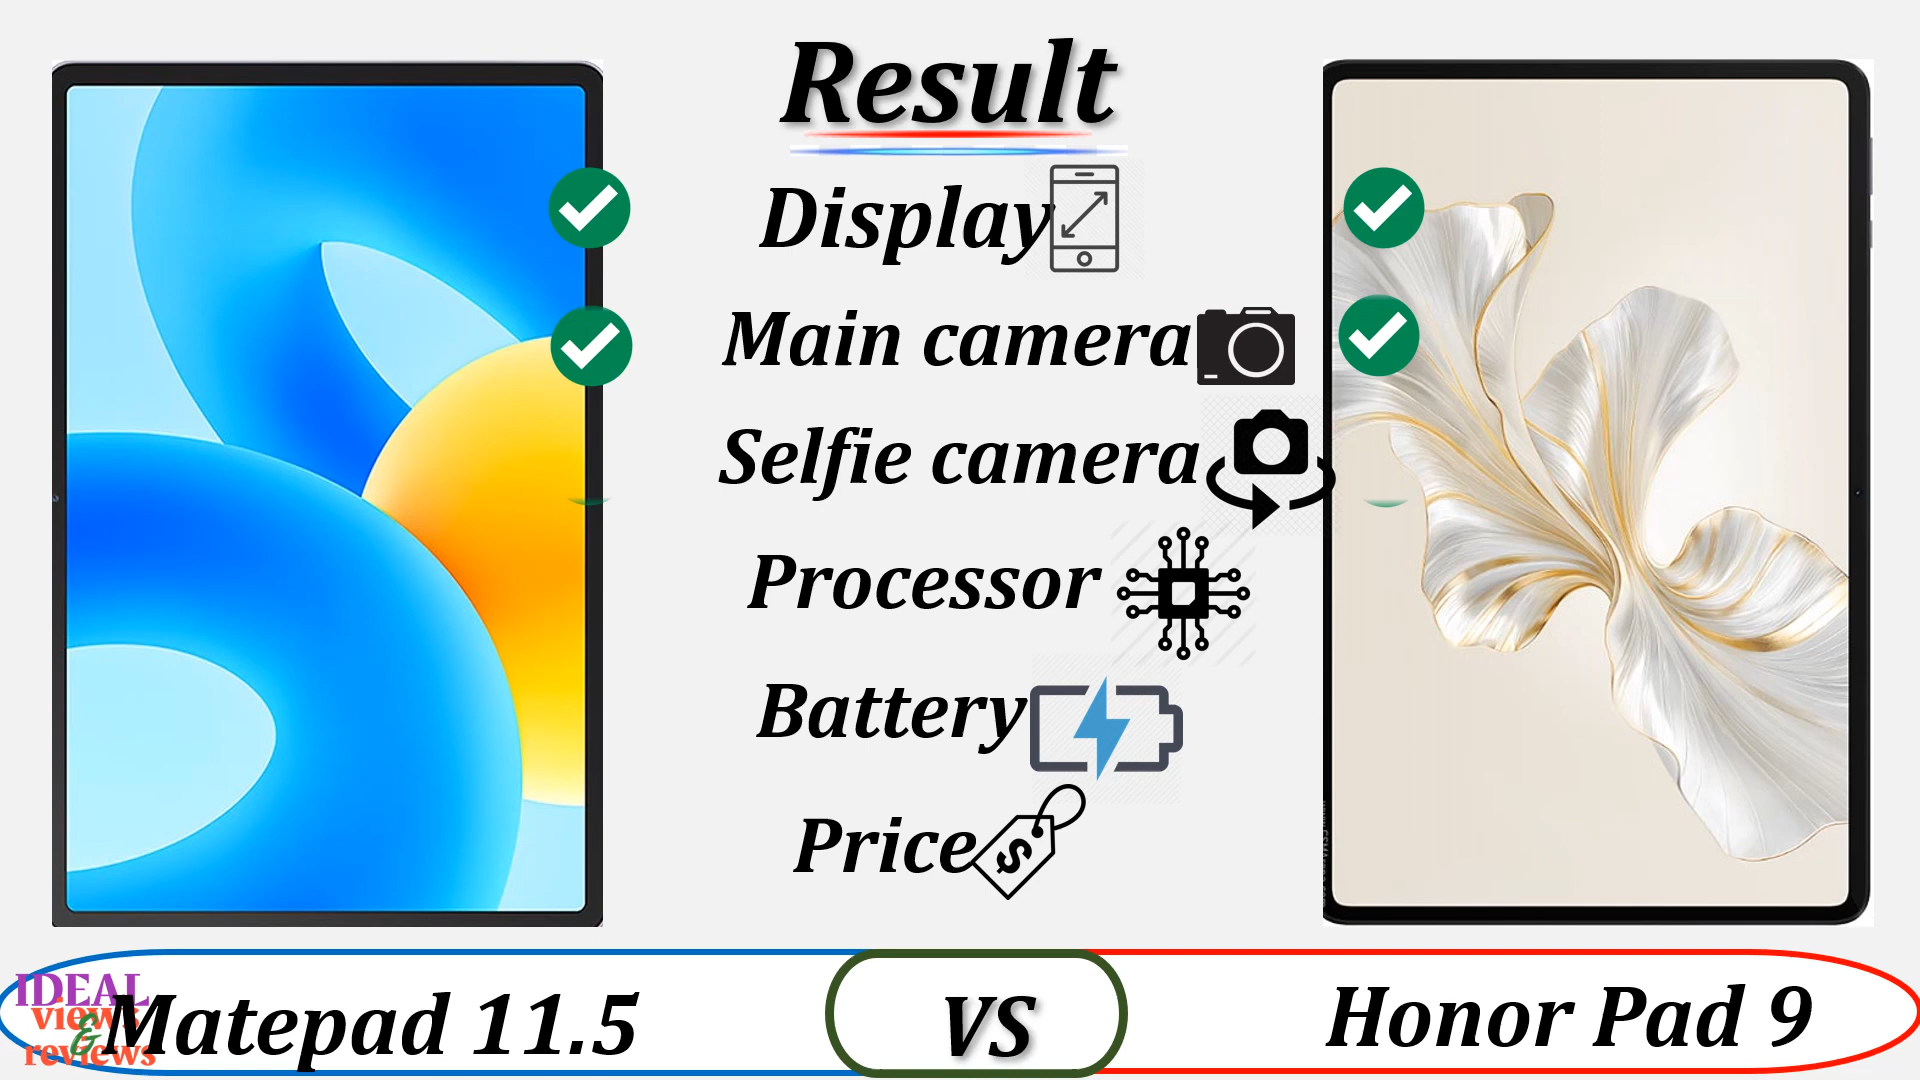 Result
Display
Main camera
Selfie camera
Processor
Battery
Price
$
IDEAL
views
&
reviews
Matepad 11.5
VS
Honor Pad 9